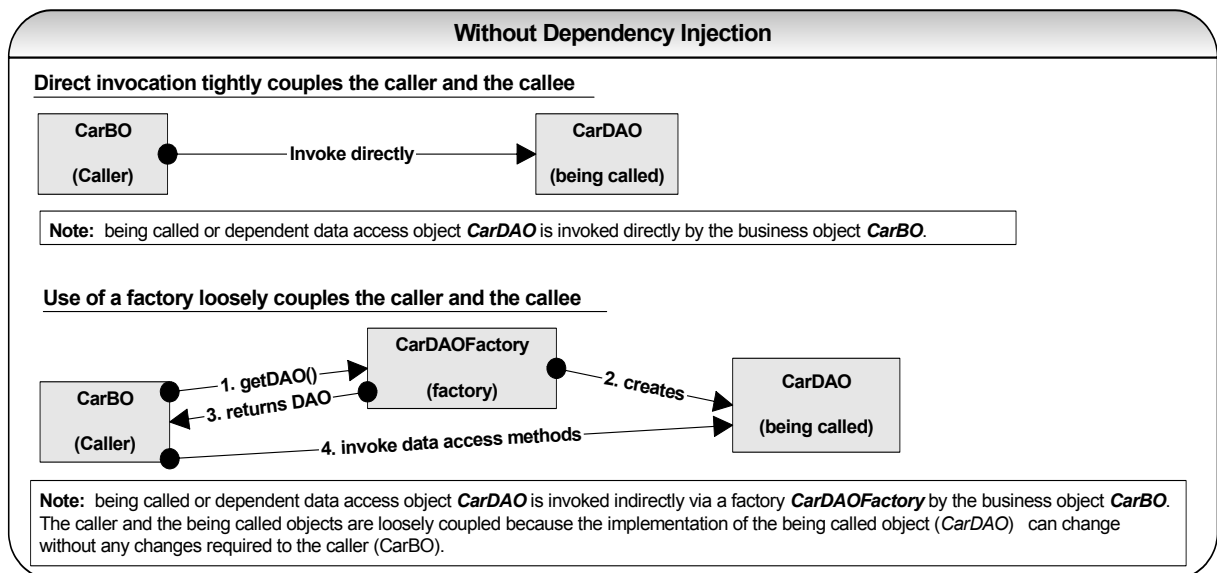 Without Dependency Injection
Direct invocation tightly couples the caller and the callee
CarBO
(Caller)
Invoke directly
CarDAO
(being called)
Note: being called or dependent data access object CarDAO is invoked directly by the business object CarBO.
Use of a factory loosely couples the caller and the callee
CarBO
(Caller)
1. getDAO()
3. returns DAO
CarDAOFactory
(factory)
2. creates
4. invoke data access methods
CarDAO
(being called)
Note: being called or dependent data access object CarDAO is invoked indirectly via a factory CarDAOFactory by the business object CarBO.
The caller and the being called objects are loosely coupled because the implementation of the being called object (CarDAO) can change
without any changes required to the caller (CarBO).